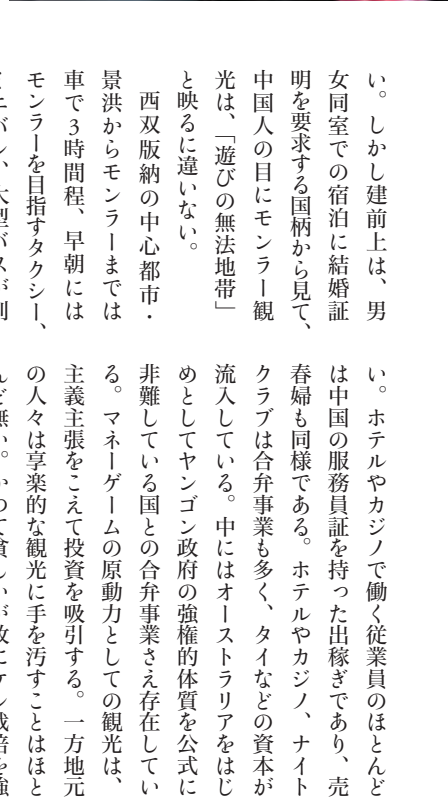 い。しかし建前上は、男
女同室での宿泊に結婚証
明を要求する国柄から見て、
中国人の目にモンラー観
光は、「遊びの無法地帯」
と映るに違いない。
西双版納の中心都市・
景洪からモンラーまでは
車で3時間程、早朝には
モンラーを目指すタクシー、
い。ホテルやカジノで働く従業員のほとんど
は中国の服務員証を持った出稼ぎであり、売
春婦も同様である。ホテルやカジノ、ナイト
クラブは合弁事業も多く、タイなどの資本が
流入している。中にはオーストラリアをはじ
めとしてヤンゴン政府の強権的体質を公式に
非難している国との合弁事業さえ存在してい
る。マネーゲームの原動力としての観光は、
主義主張をこえて投資を吸引する。一方地元
の人々は享楽的な観光に手を汚すことはほと